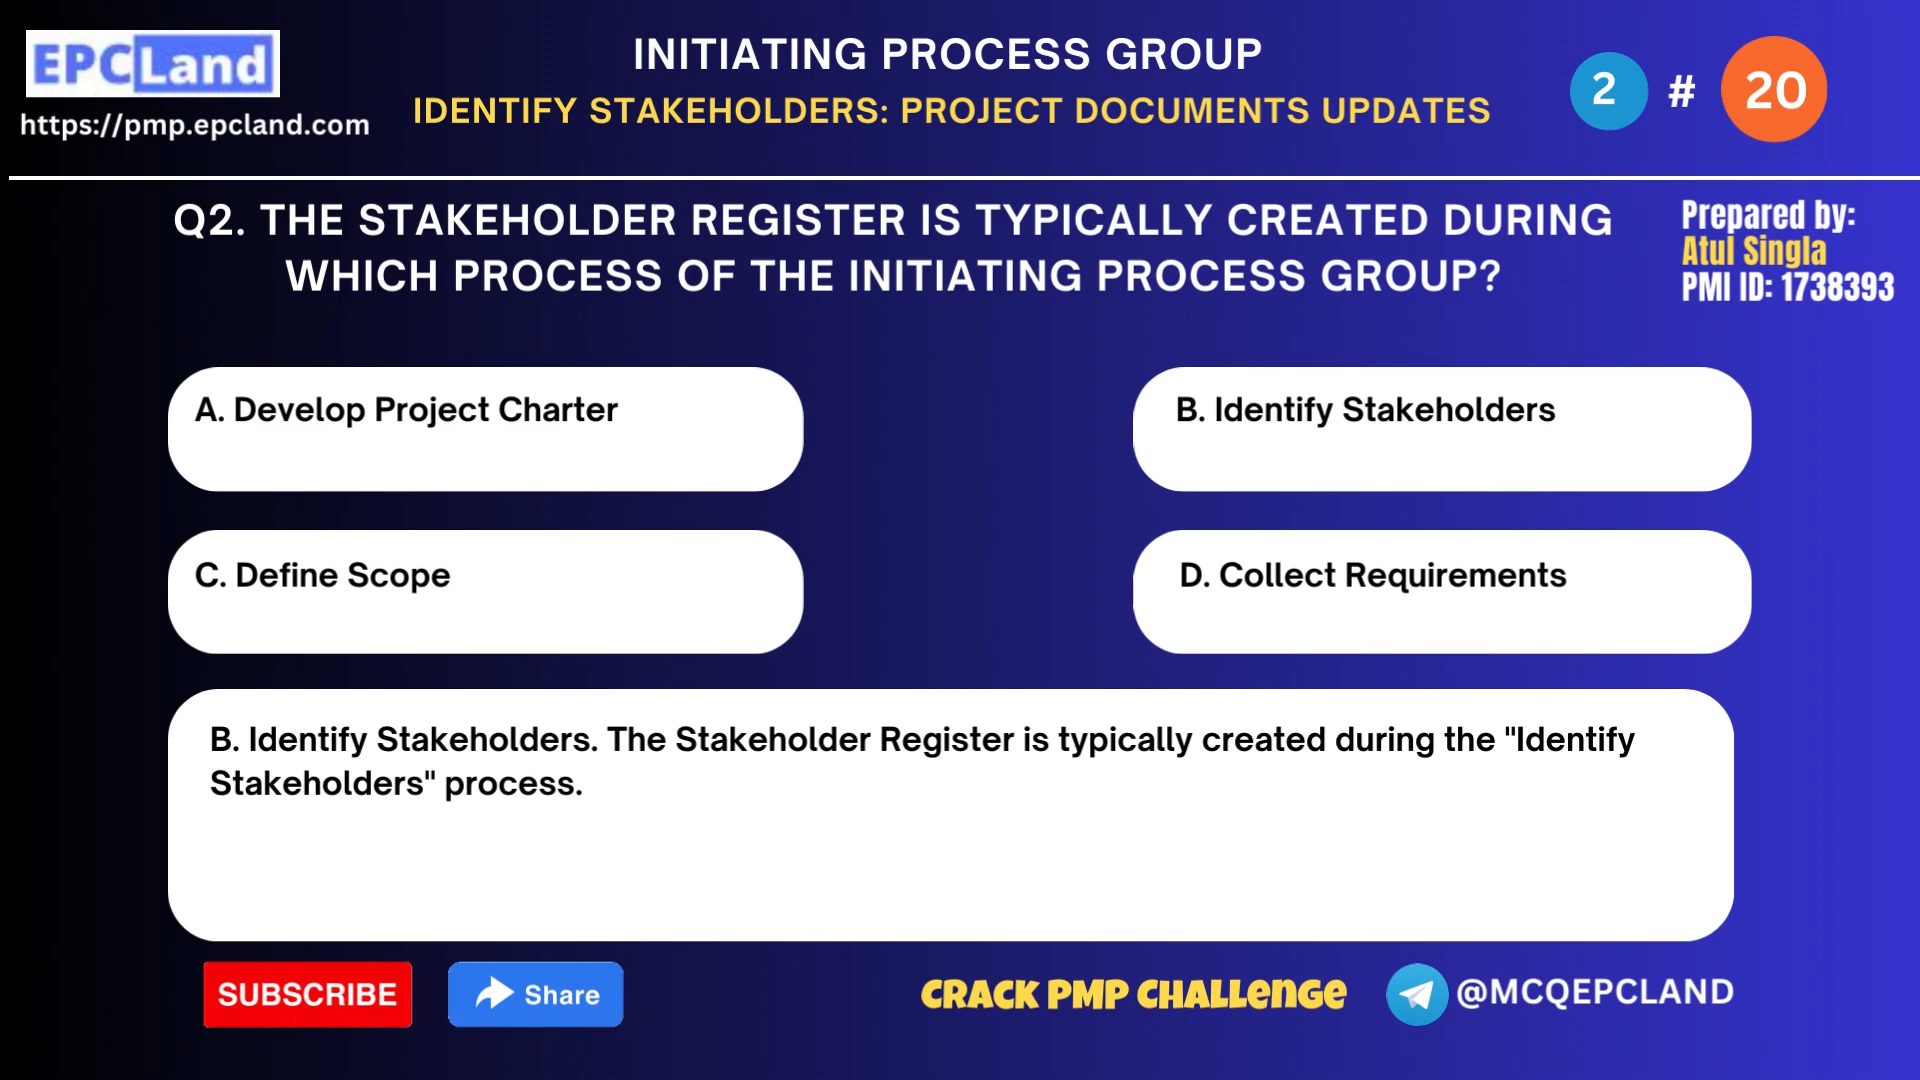 EPCLand
https://pmp.epcland.com
INITIATING PROCESS GROUP
IDENTIFY STAKEHOLDERS: PROJECT DOCUMENTS UPDATES
2 # 20
Q2. THE STAKEHOLDER REGISTER IS TYPICALLY CREATED DURING
WHICH PROCESS OF THE INITIATING PROCESS GROUP?
Prepared by:
Atul Singla
PMI ID: 1738393
A. Develop Project Charter
B. Identify Stakeholders
C. Define Scope
D. Collect Requirements
B. Identify Stakeholders. The Stakeholder Register is typically created during the "Identify
Stakeholders" process.
SUBSCRIBE
Share
CRACK PMP CHALLENGE
@MCQEPCLAND